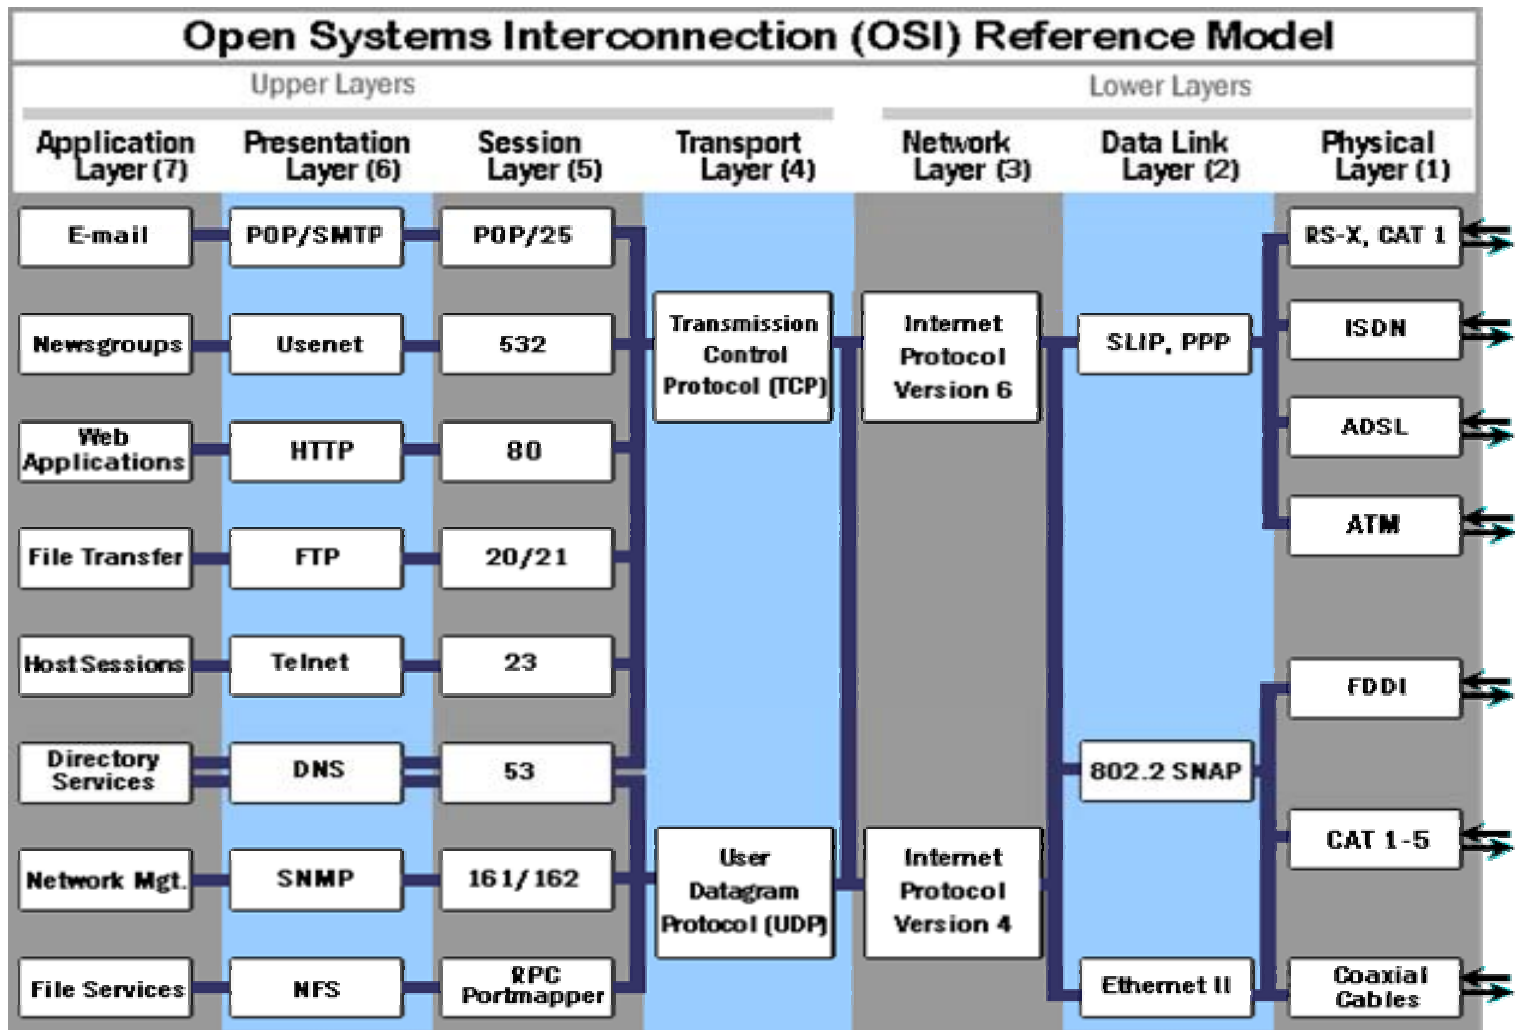 Open Systems Interconnection (OSI) Reference Model
Upper Layers
Lower Layers
Application
Layer (7)
Presentation
Layer (6)
Session
Layer (5)
Transport
Layer (4)
Network
Layer (3)
Data Link
Layer (2)
Physical
Layer (1)
E-mail
POP/SMTP
POP/25
RS-X, CAT 1
Newsgroups
Usenet
532
Transmission
Control
Protocol (TCP)
Internet
Protocol
Version 6
SLIP, PPP
ISDN
Web
Applications
HTTP
80
ADSL
File Transfer
FTP
20/21
ATM
Host Sessions
Telnet
23
FDDI
Directory
Services
DNS
53
802.2 SNAP
Network Mgt.
SNMP
161/162
User
Datagram
Protocol (UDP)
Internet
Protocol
Version 4
CAT 1-5
File Services
NFS
RPC
Portmapper
Ethernet II
Coaxial
Cables